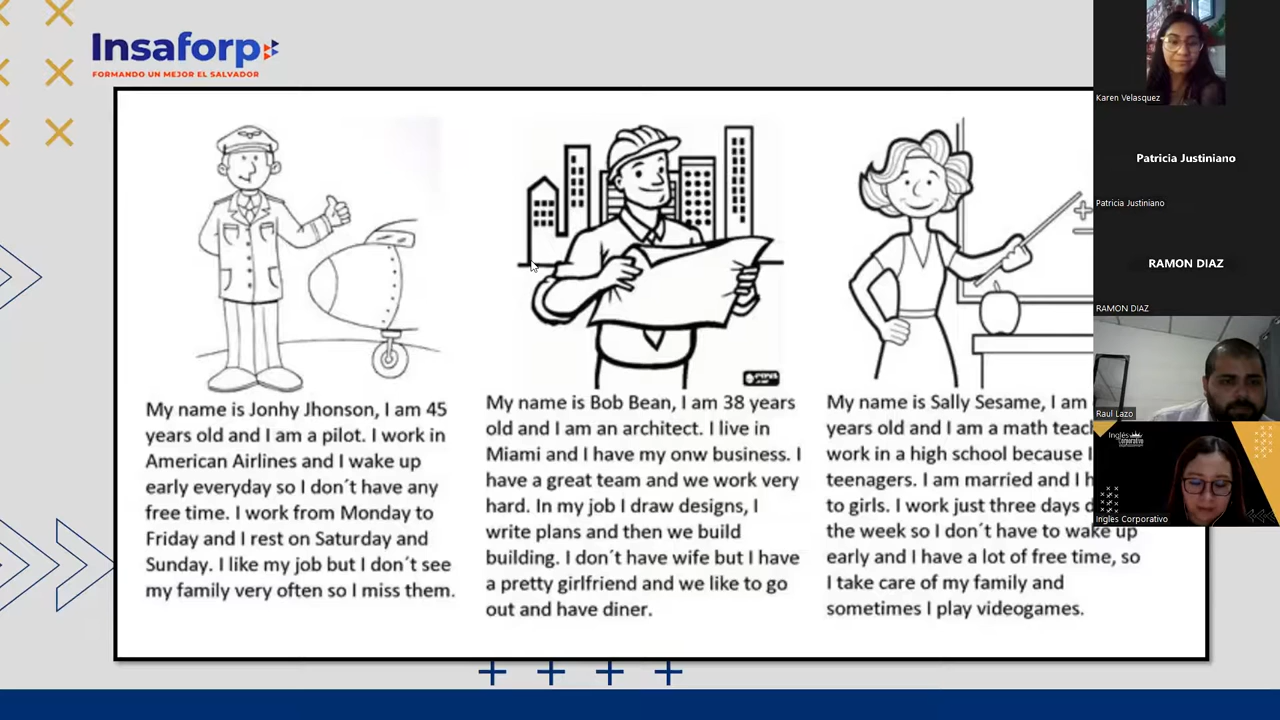 Insaforp
FORMANDO UN MEJOR EL SALVADOR
My name is Jonhy Jhonson, I am 45
years old and I am a pilot. I work in
American Airlines and I wake up
early everyday so I don´t have any
free time. I work from Monday to
Friday and I rest on Saturday and
Sunday. I like my job but I don´t see
my family very often so I miss them.
My name is Bob Bean, I am 38 years
old and I am an architect. I live in
Miami and I have my onw business. I
have a great team and we work very
hard. In my job I draw designs, I
write plans and then we build
building. I don´t have wife but I have
a pretty girlfriend and we like to go
out and have diner.
My name is Sally Sesame, I am
years old and I am a math
work in a high school because I
teenagers. I am married and I
to girls. I work just three days
the week so I don´t have to wake up
early and I have a lot of free time, so
I take care of my family and
sometimes I play videogames.
Karen Velasquez
Patricia Justiniano
Patricia Justiniano
RAMON DIAZ
RAMON DIAZ
Raul Lazo
Inglés
Corporativo
Ingles Corporativo